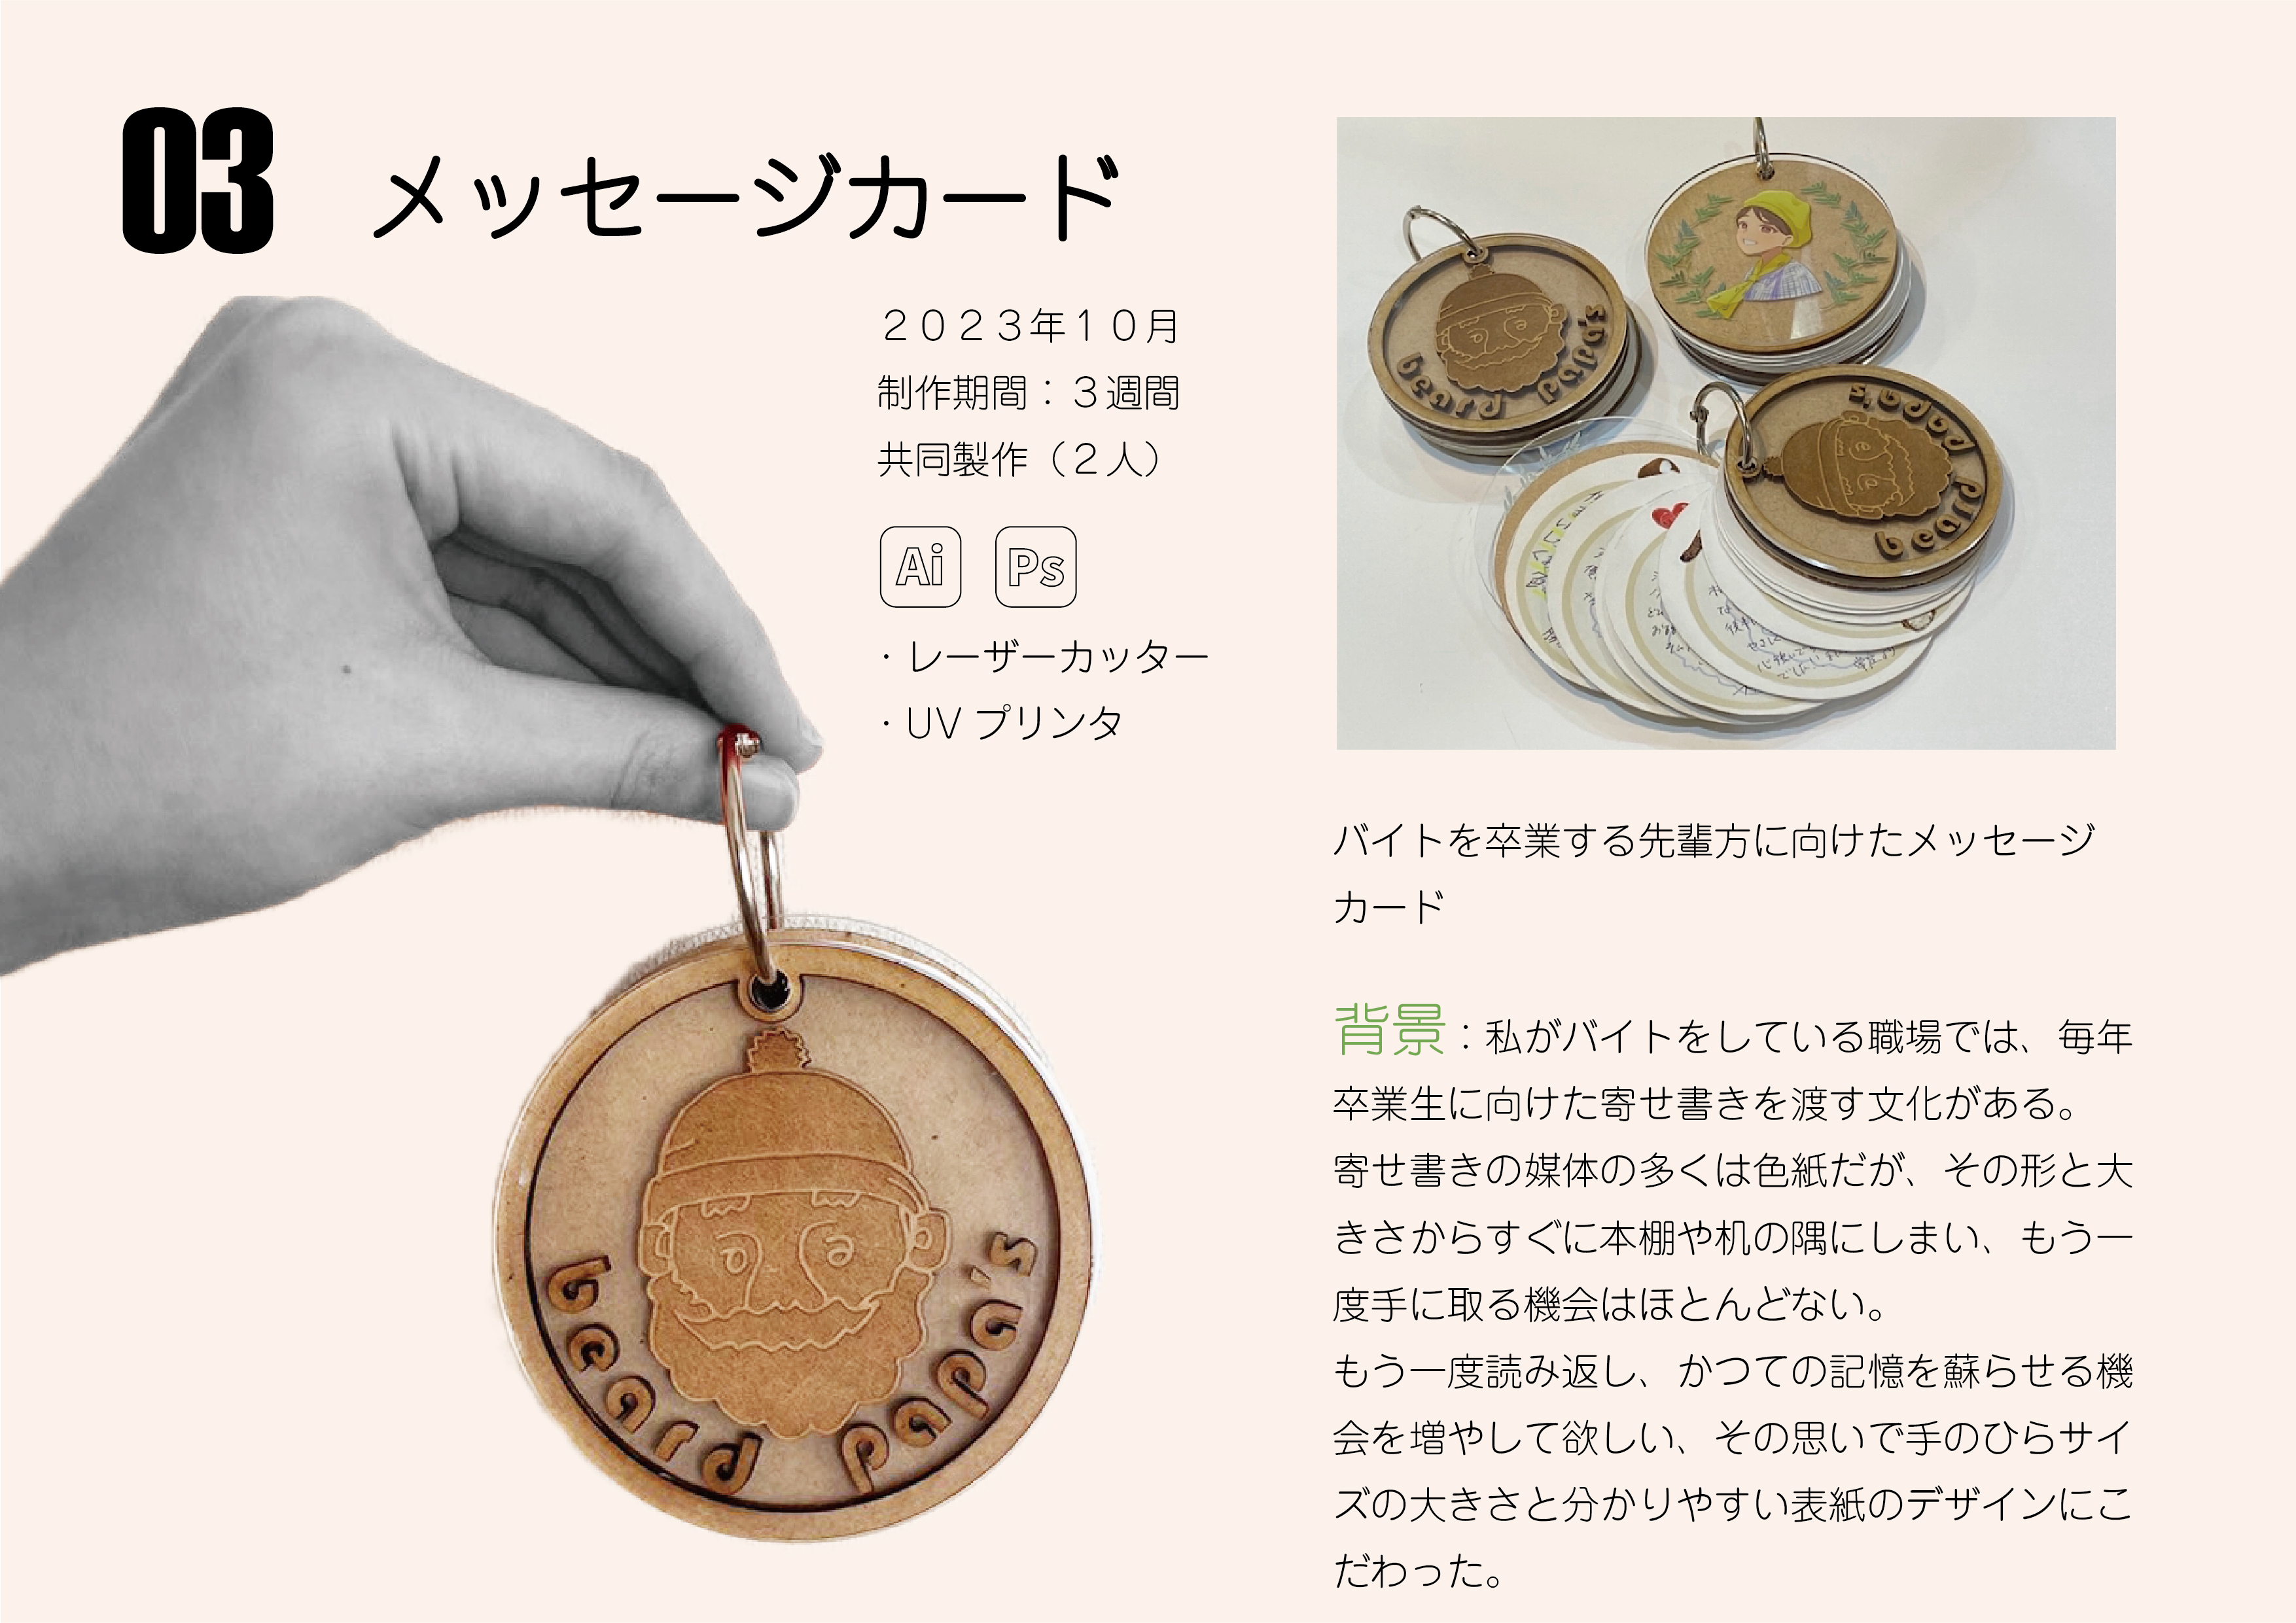 03
メッセージカード
２０２３年１０月
制作期間：３週間
共同製作（２人）
Ai Ps
・レーザーカッター
・UV プリンタ
beard papa's
beard papa's
beard papa's
バイトを卒業する先輩方に向けたメッセージ
カード
背景：私がバイトをしている職場では、毎年
卒業生に向けた寄せ書きを渡す文化がある。
寄せ書きの媒体の多くは色紙だが、その形と大
きさからすぐに本棚や机の隅にしまい、もう一
度手に取る機会はほとんどない。
もう一度読み返し、かつての記憶を蘇らせる機
会を増やして欲しい、その思いで手のひらサイ
ズの大きさと分かりやすい表紙のデザインにこ
だわった。